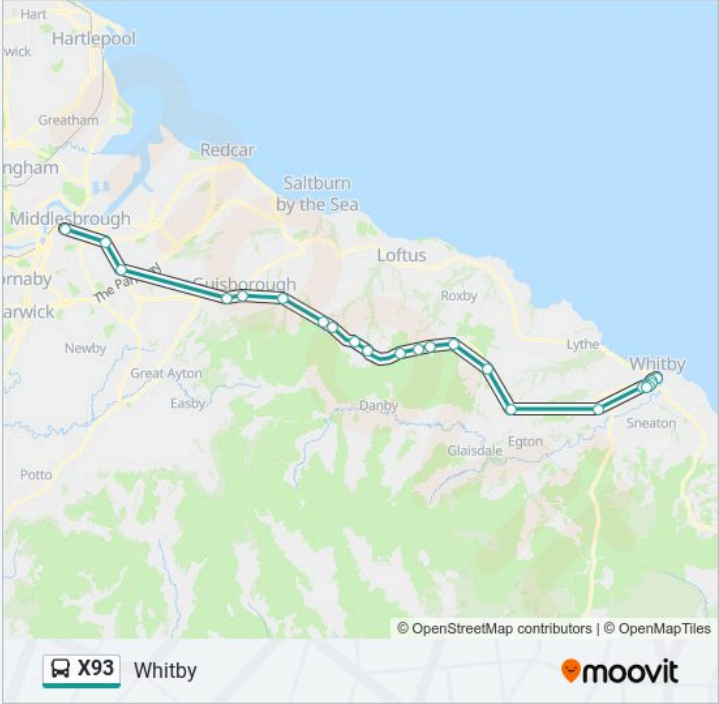 Hart
Hartlepool
wick
Greatham
Redcar
ngham
Saltburn
by the Sea
Middlesbrough
Loftus
ornaby
The Parkway
Guisborough
Roxby
arwick
Newby
Lythe
Whitby
Great Ayton
Easby
Danby
Sneaton
Egton
Glaisdale
Potto
© OpenStreetMap contributors | © OpenMapTiles
X93 Whitby
moovit